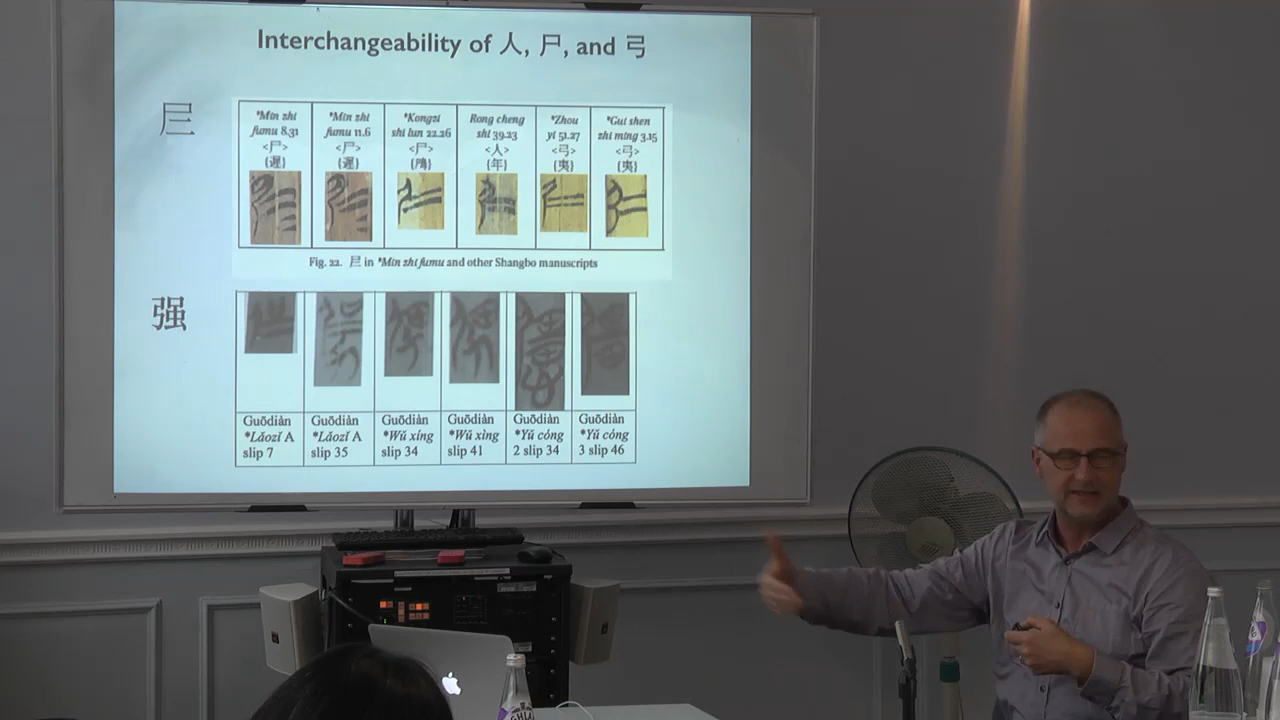 Interchangeability of 人, 尸, and 弓
𡰥
*Min zhi fumu 8.31 <尸> {遲}
*Min zhi fumu 11.6 <尸> {遲}
*Kongzi shi lun 22.26 <尸> {鳲}
Rong cheng shi 39.23 <人> {年}
*Zhou yi 51.27 <弓> {夷}
*Gui shen zhi ming 3.15 <弓> {夷}
Fig. 22. 𡰥 in *Min zhi fumu and other Shangbo manuscripts
强
Guōdiàn *Lǎozǐ A slip 7
Guōdiàn *Lǎozǐ A slip 35
Guōdiàn *Wǔ xíng slip 34
Guōdiàn *Wǔ xìng slip 41
Guōdiàn *Yǔ cóng 2 slip 34
Guōdiàn *Yǔ cóng 3 slip 46